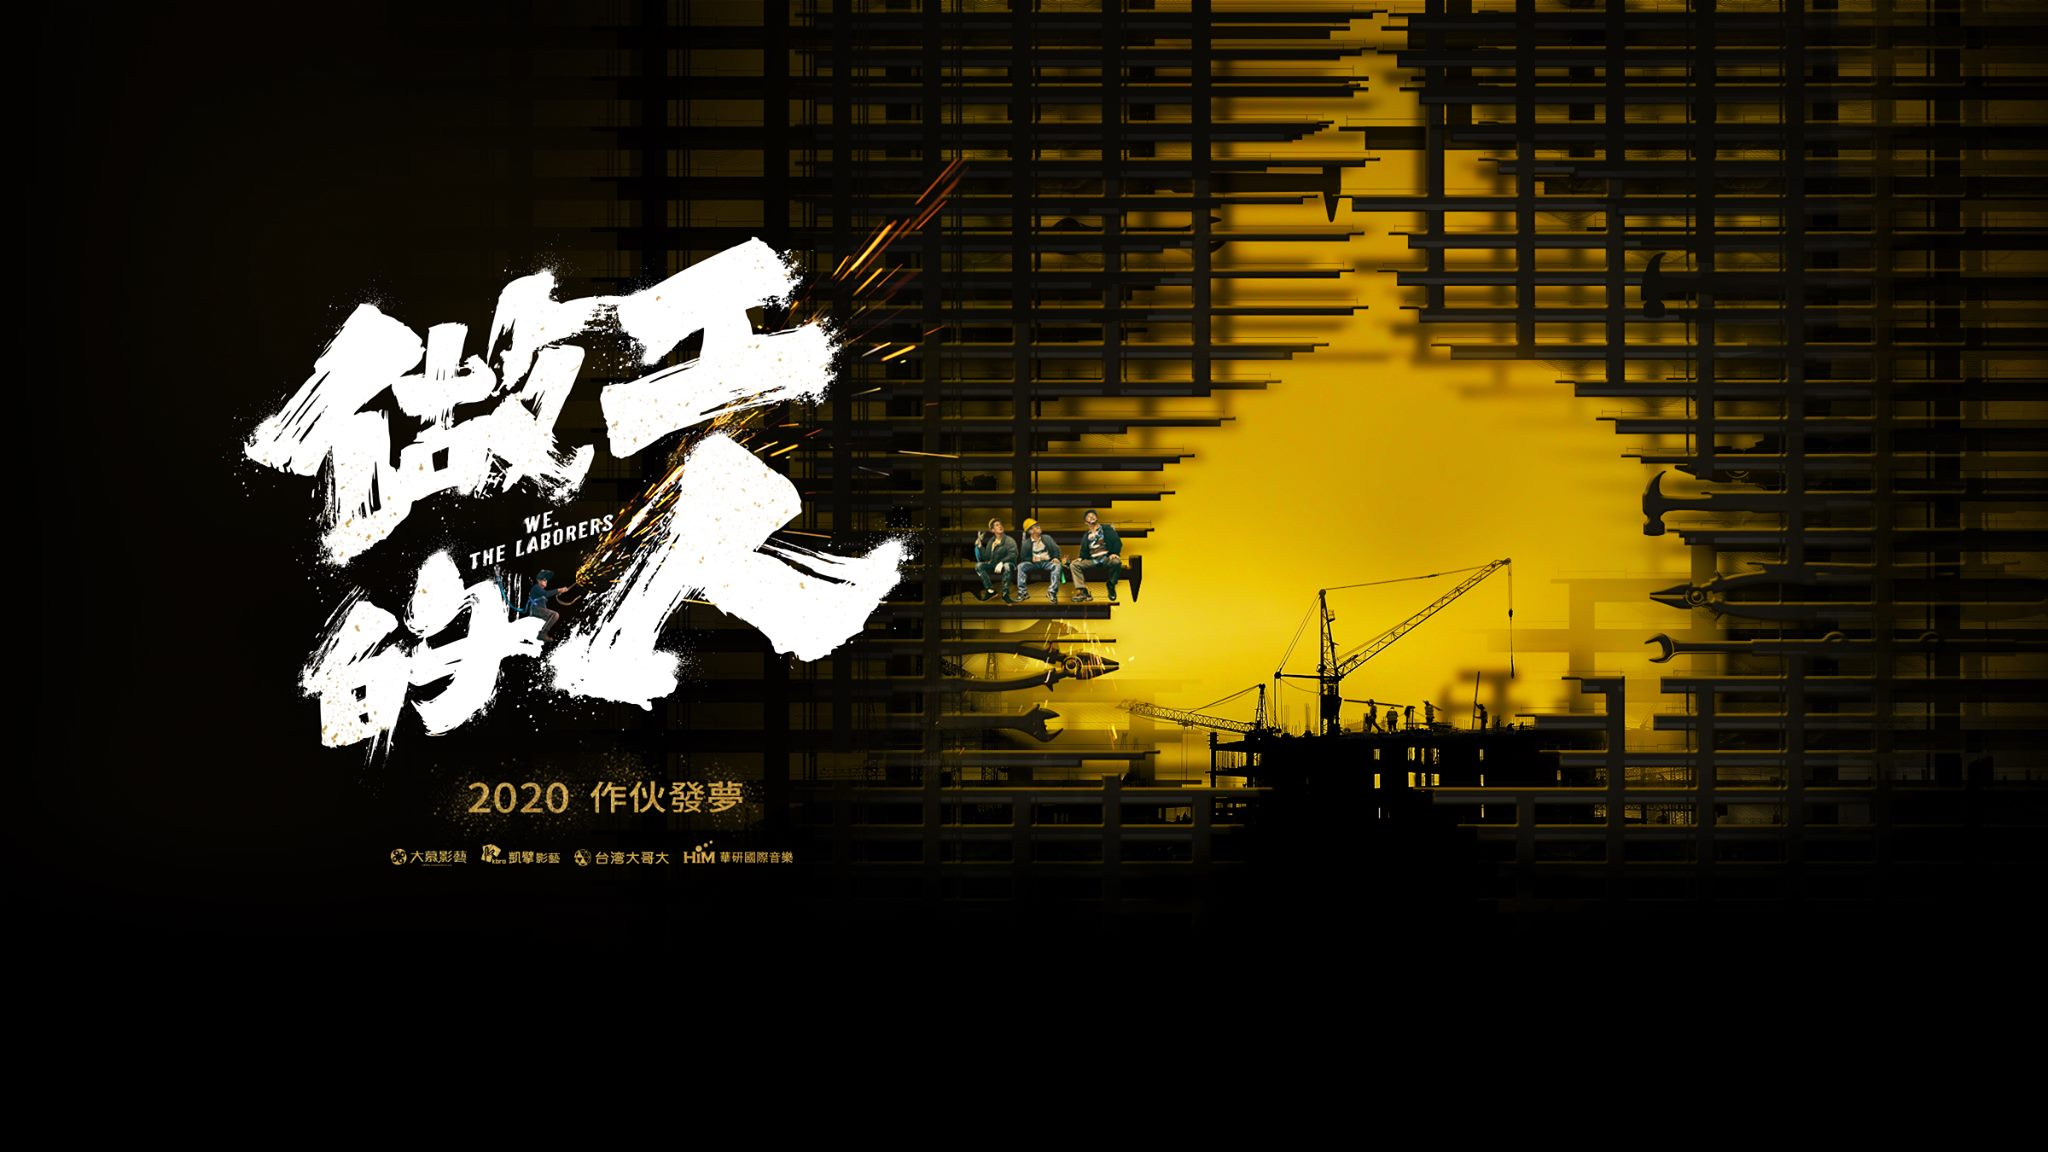 做工
的人
WE,
THE LABORERS
2020 作伙發夢
大慕影藝 kbro 凱擘影藝 台灣大哥大 HIM 華研國際音樂